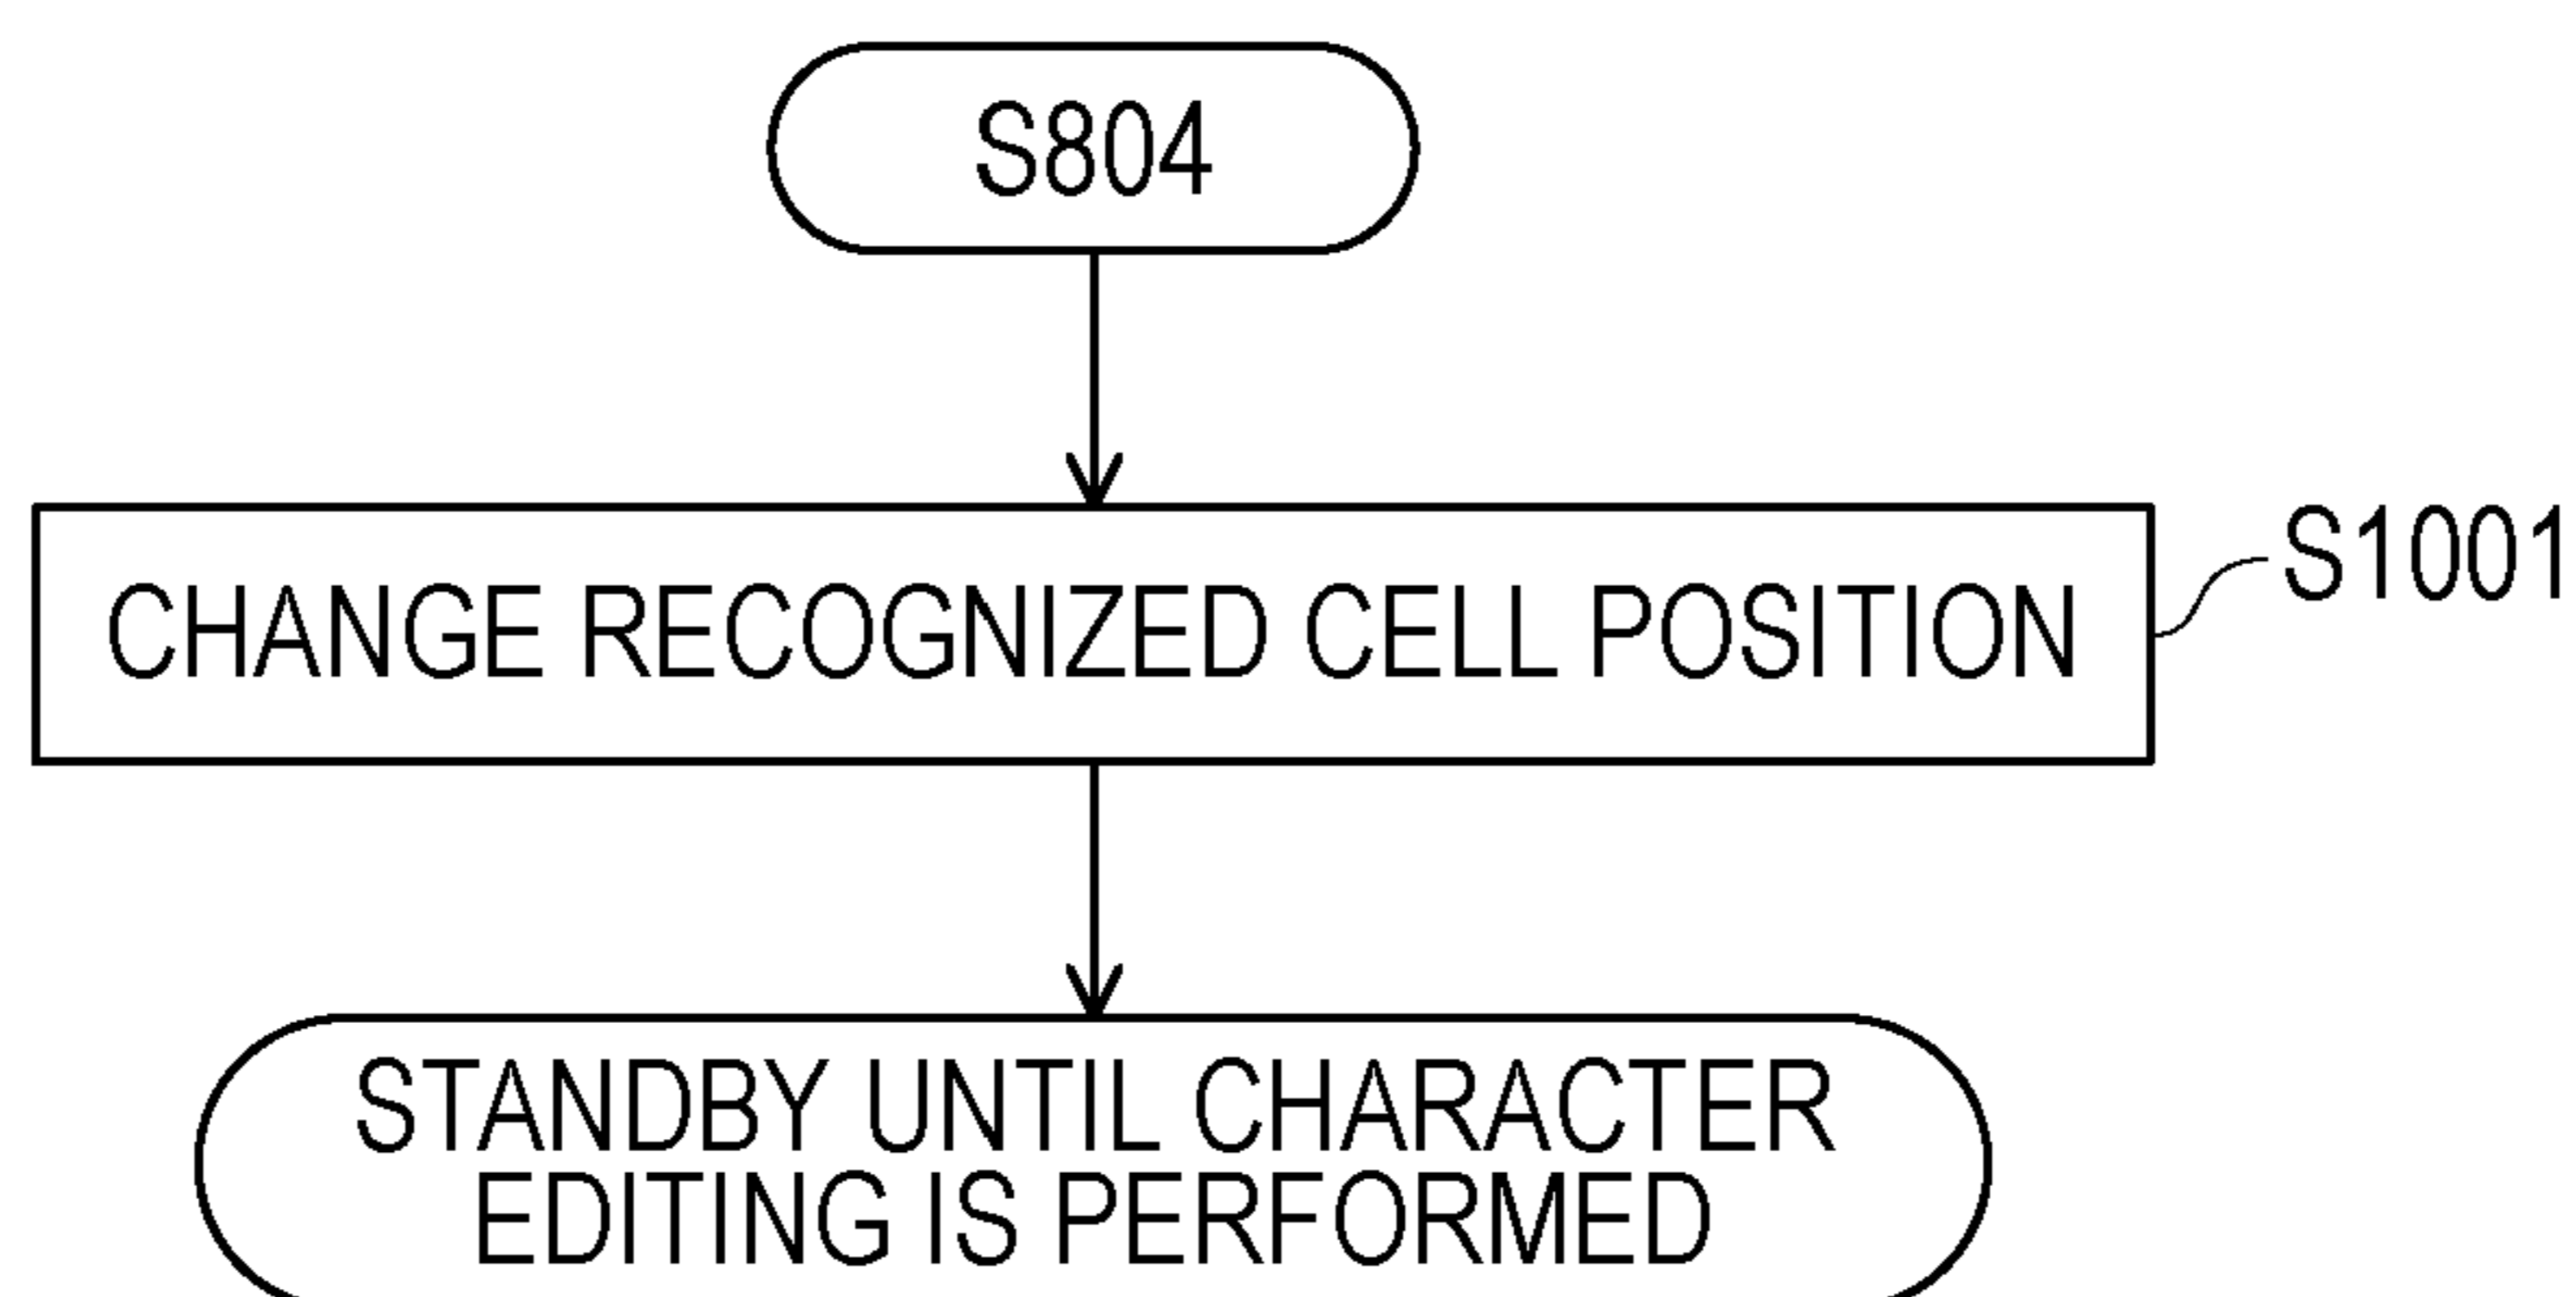 S804
CHANGE RECOGNIZED CELL POSITION
S1001
STANDBY UNTIL CHARACTER
EDITING IS PERFORMED